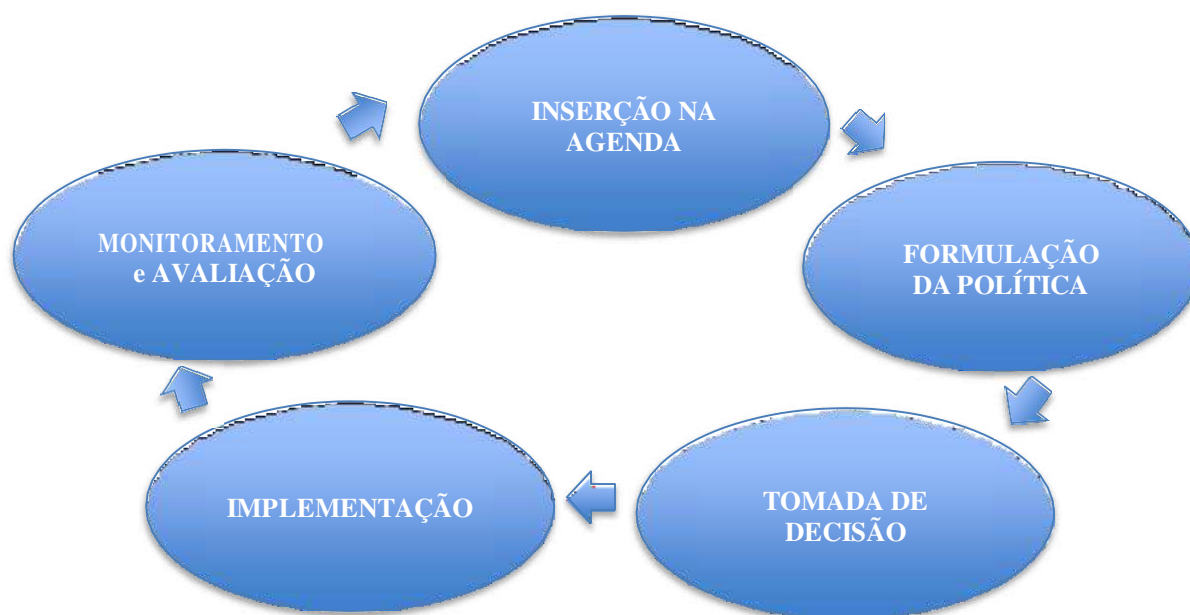 INSERÇÃO NA
AGENDA
FORMULAÇÃO
DA POLÍTICA
TOMADA DE
DECISÃO
IMPLEMENTAÇÃO
MONITORAMENTO
e AVALIAÇÃO